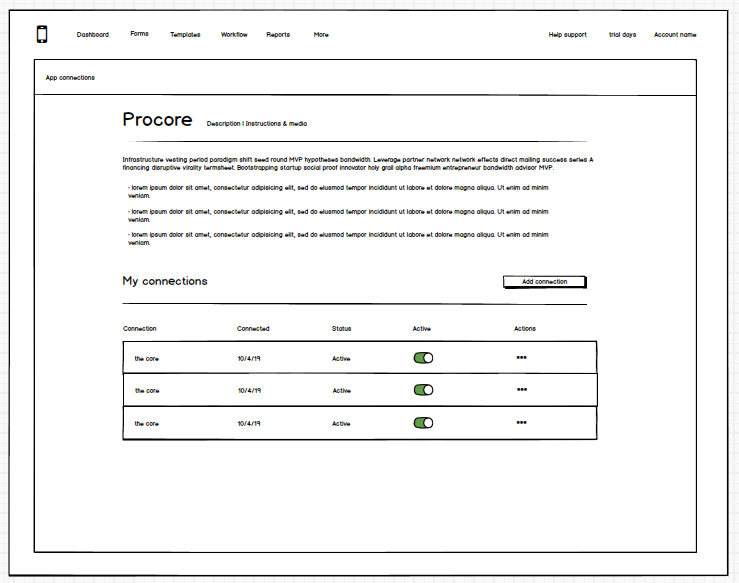 Dashboard Forms Templates Workflow Reports More Help support trial days Account name
App connections
Procore Description | Instructions & media
Infrastructure vesting period paradigm shift seed round MVP hypotheses bandwidth. Leverage partner network network effects direct mailing success series A
financing disruptive virality termsheet. Bootstrapping startup social proof innovator holy grail alpha freemium entrepreneur bandwidth advisor MVP.
- lorem ipsum dolor sit amet, consectetur adipisicing elit, sed do eiusmod tempor incididunt ut labore et dolore magna aliqua. Ut enim ad minim
veniam.
- lorem ipsum dolor sit amet, consectetur adipisicing elit, sed do eiusmod tempor incididunt ut labore et dolore magna aliqua. Ut enim ad minim
veniam.
- lorem ipsum dolor sit amet, consectetur adipisicing elit, sed do eiusmod tempor incididunt ut labore et dolore magna aliqua. Ut enim ad minim
veniam.
My connections Add connection
Connection Connected Status Active Actions
the core 10/4/19 Active
the core 10/4/19 Active
the core 10/4/19 Active